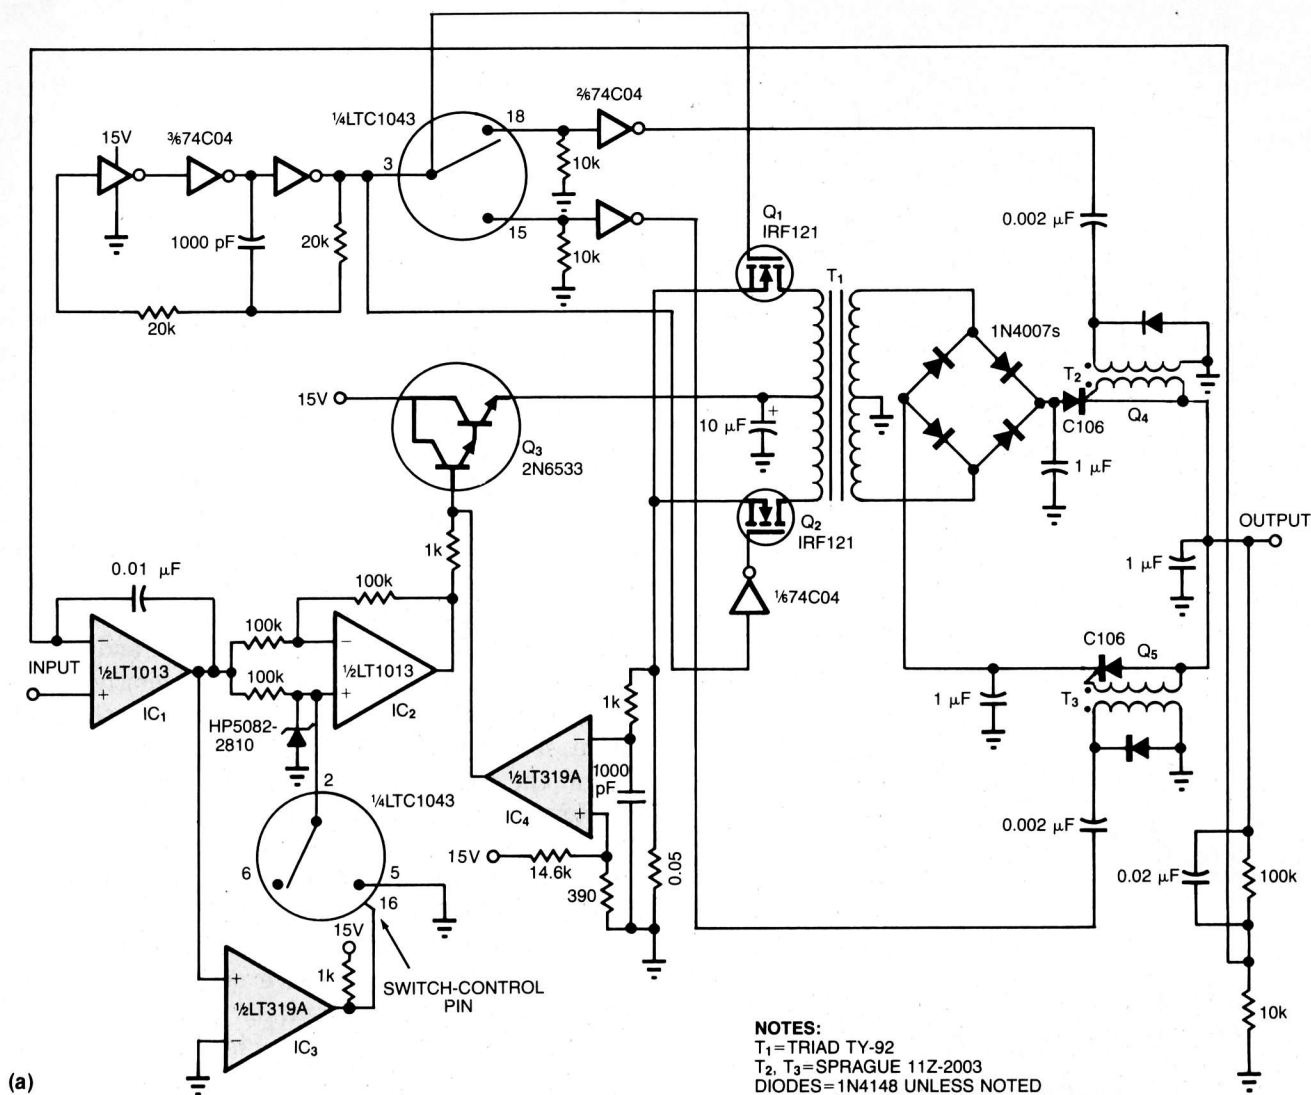 2⁄674C04
1⁄4LTC1043
18
15V
3⁄674C04
3
10k
Q1
IRF121
0.002 µF
15
1000 pF
20k
10k
T1
20k
1N4007s
T2
15V
10 µF
+
Q4
C106
Q3
2N6533
1 µF
OUTPUT
Q2
IRF121
1k
1 µF
0.01 µF
100k
1⁄674C04
C106
Q5
100k
−
−
INPUT
1⁄2LT1013
1⁄2LT1013
100k
1 µF
T3
+
+
1k
IC1
IC2
HP5082-
2810
−
1⁄2LT319A
1000
pF
2
1⁄4LTC1043
IC4
+
0.002 µF
15V
14.6k
0.05
6
5
390
0.02 µF
100k
16
15V
1k
SWITCH-CONTROL
PIN
+
1⁄2LT319A
−
10k
IC3
NOTES:
T1=TRIAD TY-92
T2, T3=SPRAGUE 11Z-2003
DIODES=1N4148 UNLESS NOTED
(a)